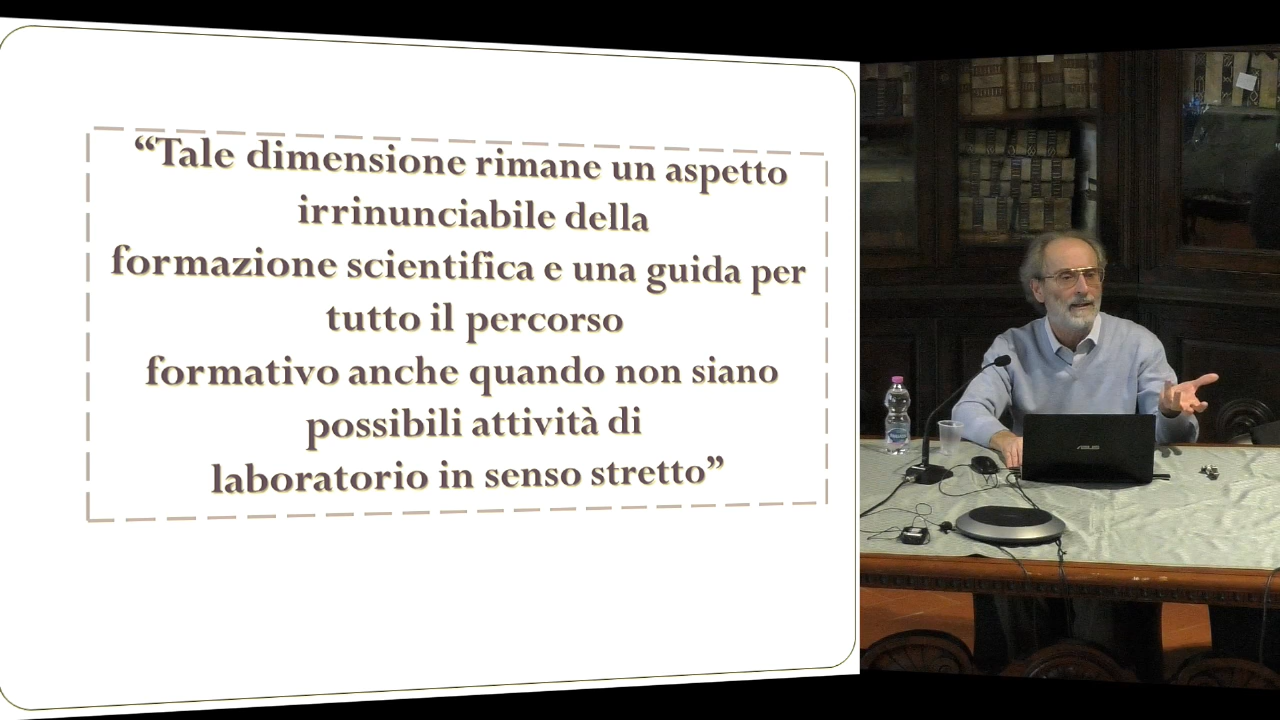 “Tale dimensione rimane un aspetto
irrinunciabile della
formazione scientifica e una guida per
tutto il percorso
formativo anche quando non siano
possibili attività di
laboratorio in senso stretto”
ASUS